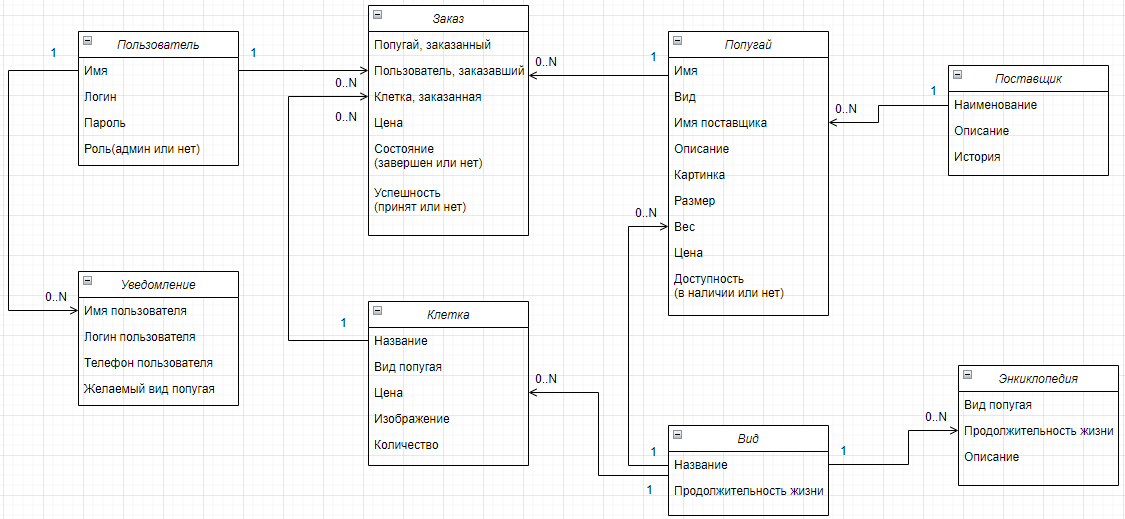 Пользователь
Имя
Логин
Пароль
Роль(админ или нет)
1
1
Заказ
Попугай, заказанный
Пользователь, заказавший
Клетка, заказанная
Цена
Состояние
(завершен или нет)
Успешность
(принят или нет)
0..N
0..N
0..N
1
Попугай
Имя
Вид
Имя поставщика
Описание
Картинка
Размер
Вес
Цена
Доступность
(в наличии или нет)
0..N
0..N
1
Поставщик
Наименование
Описание
История
0..N
Уведомление
Имя пользователя
Логин пользователя
Телефон пользователя
Желаемый вид попугая
1
Клетка
Название
Вид попугая
Цена
Изображение
Количество
0..N
1
1
Вид
Название
Продолжительность жизни
1
0..N
Энкиклопедия
Вид попугая
Продолжительность жизни
Описание